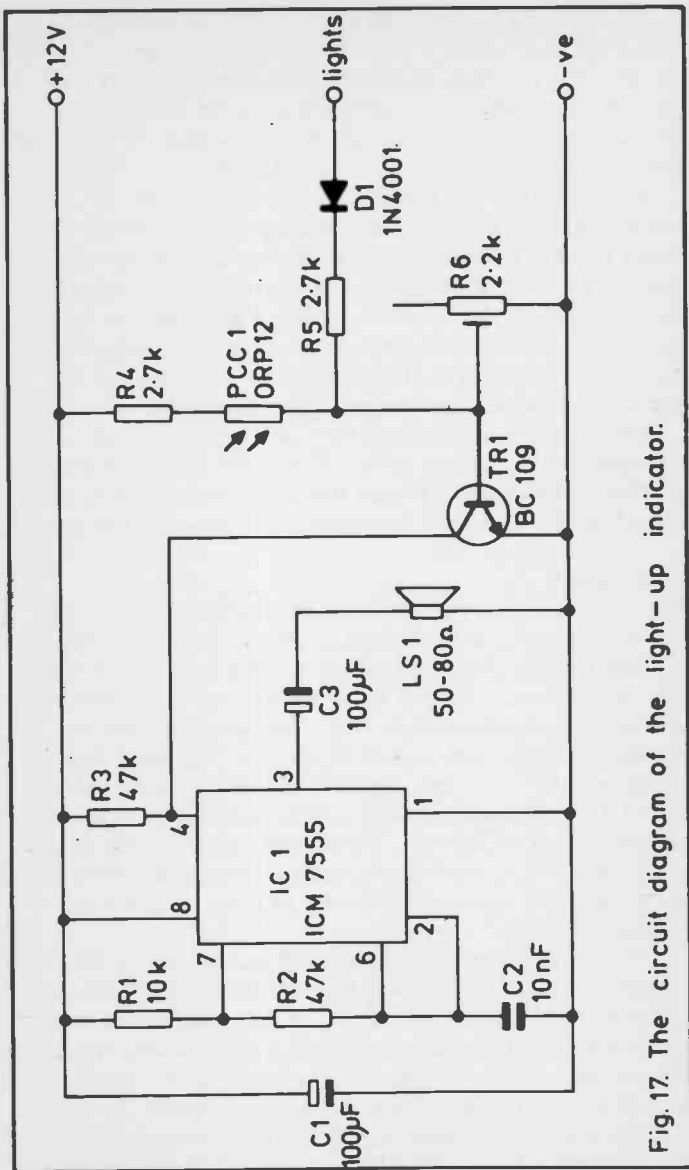 +12V
R4
2·7k
PCC 1
ORP12
lights
R5 2·7k
D1
1N4001
R6
2·2k
-ve
TR1
BC 109
R3
47k
C3
100µF
LS 1
50-80Ω
8
4
3
7
IC 1
ICM 7555
6
2
1
R1
10k
R2
47k
C2
10nF
C1
100µF
Fig. 17. The circuit diagram of the light-up indicator.